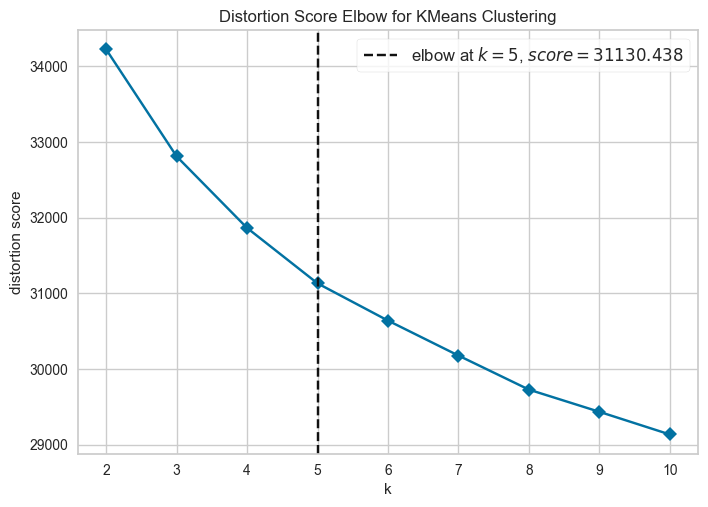 Distortion Score Elbow for KMeans Clustering
elbow at k = 5, score = 31130.438
34000
33000
32000
31000
30000
29000
distortion score
2 3 4 5 6 7 8 9 10
k